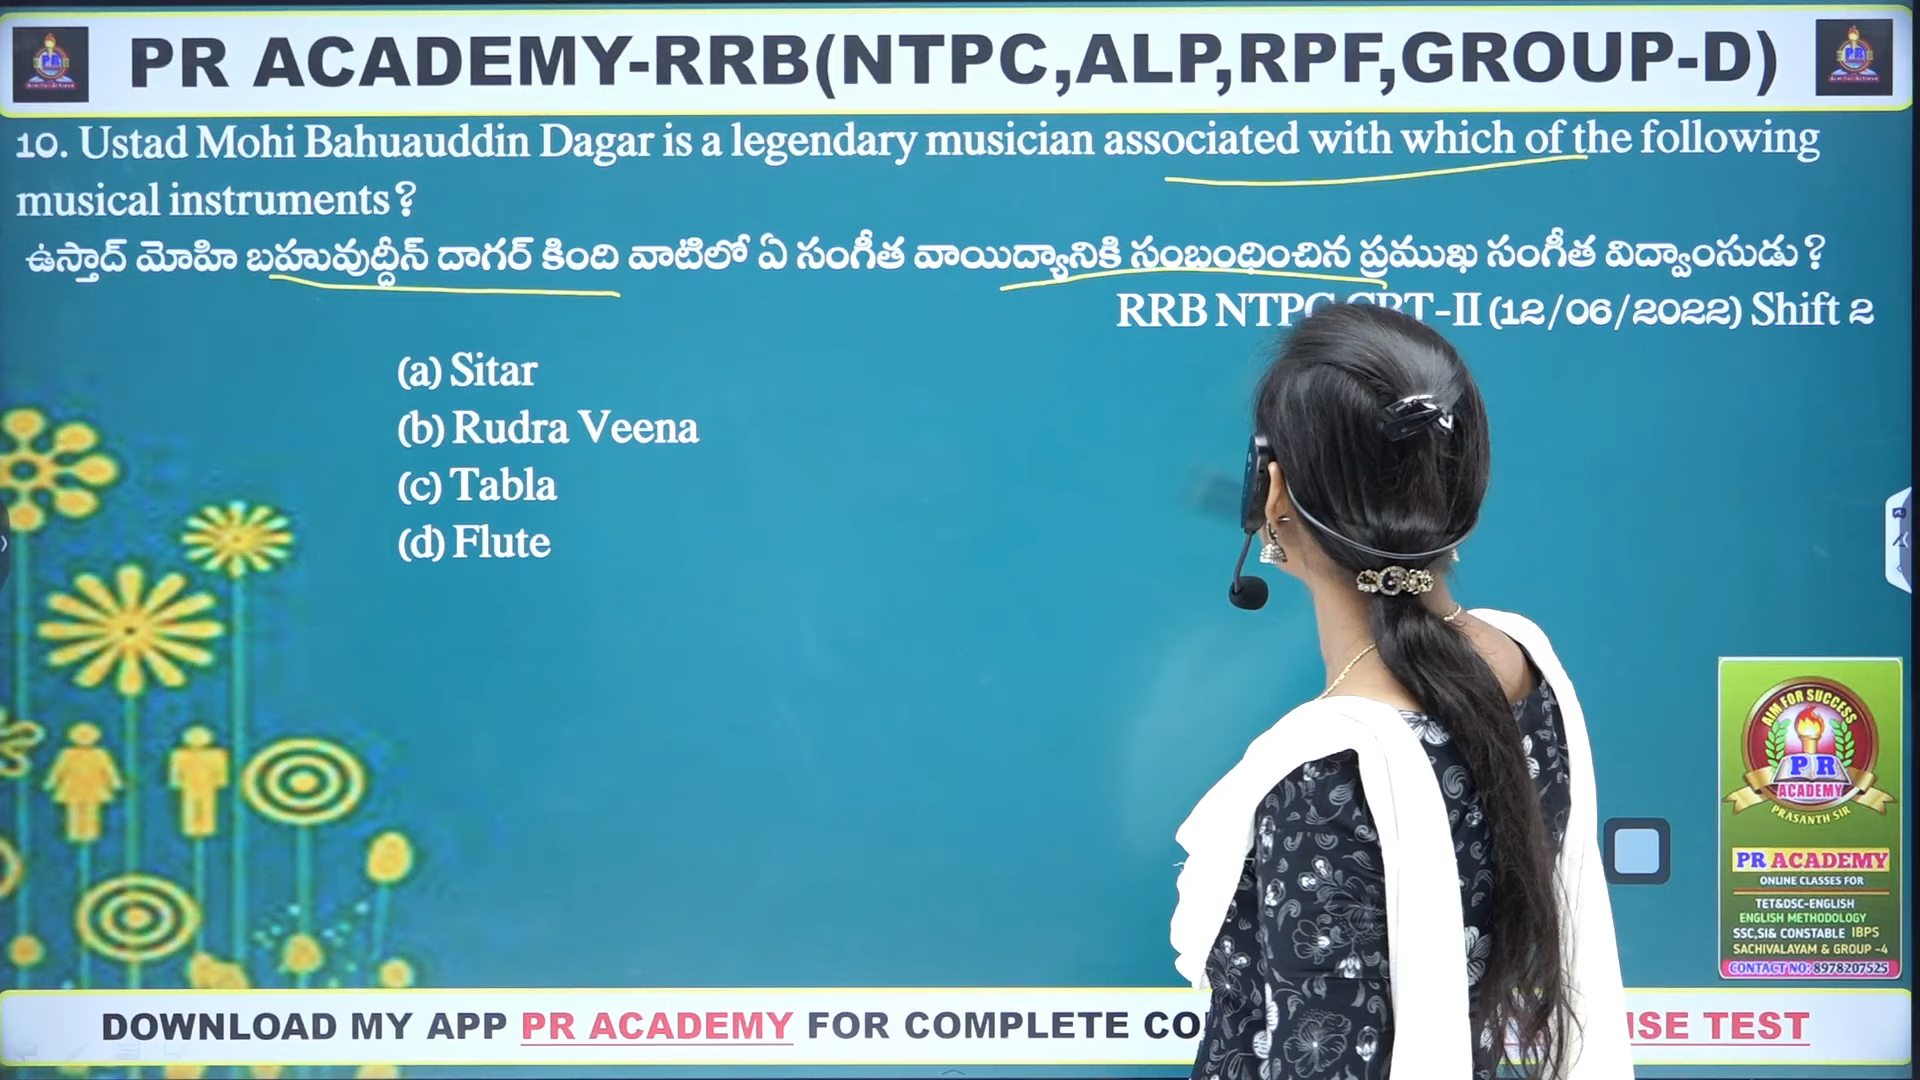 PR ACADEMY-RRB(NTPC,ALP,RPF,GROUP-D)
10. Ustad Mohi Bahuauddin Dagar is a legendary musician associated with which of the following
musical instruments?
ఉస్తాద్ మోహి బహువుద్దీన్ దాగర్ కింది వాటిలో ఏ సంగీత వాయిద్యానికి సంబంధించిన ప్రముఖ సంగీత విద్వాంసుడు?
RRB NTPC CBT-II (12/06/2022) Shift 2
(a) Sitar
(b) Rudra Veena
(c) Tabla
(d) Flute
AIM FOR SUCCESS
PR
ACADEMY
PRASANTH SIR
PR ACADEMY
ONLINE CLASSES FOR
TET&DSC-ENGLISH
ENGLISH METHODOLOGY
SSC,SI& CONSTABLE IBPS
SACHIVALAYAM & GROUP -4
CONTACT NO: 8978207525
DOWNLOAD MY APP PR ACADEMY FOR COMPLETE TEST